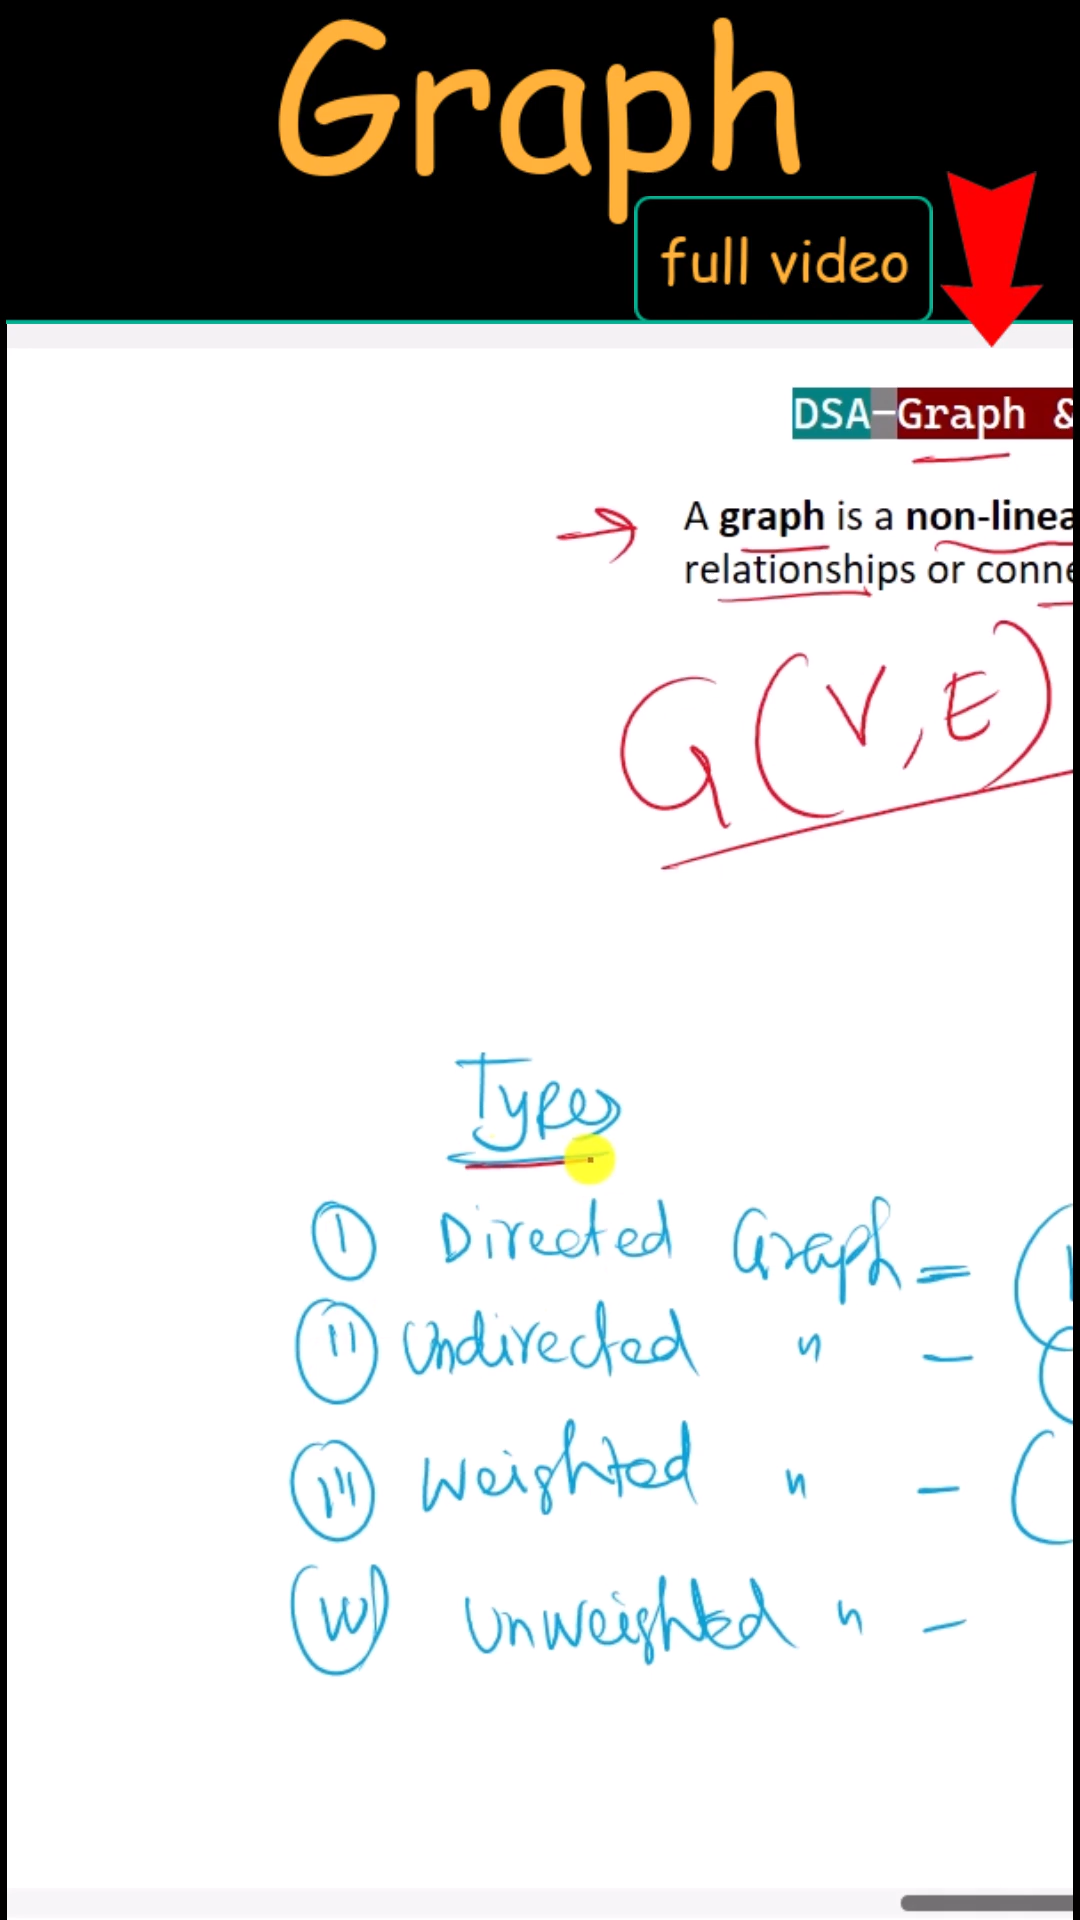 Graph
full video
DSA-Graph &
A graph is a non-linea
relationships or conne
G(V,E)
Types
① Directed Graph =
② Undirected " -
③ Weighted " -
④ Unweighted " -